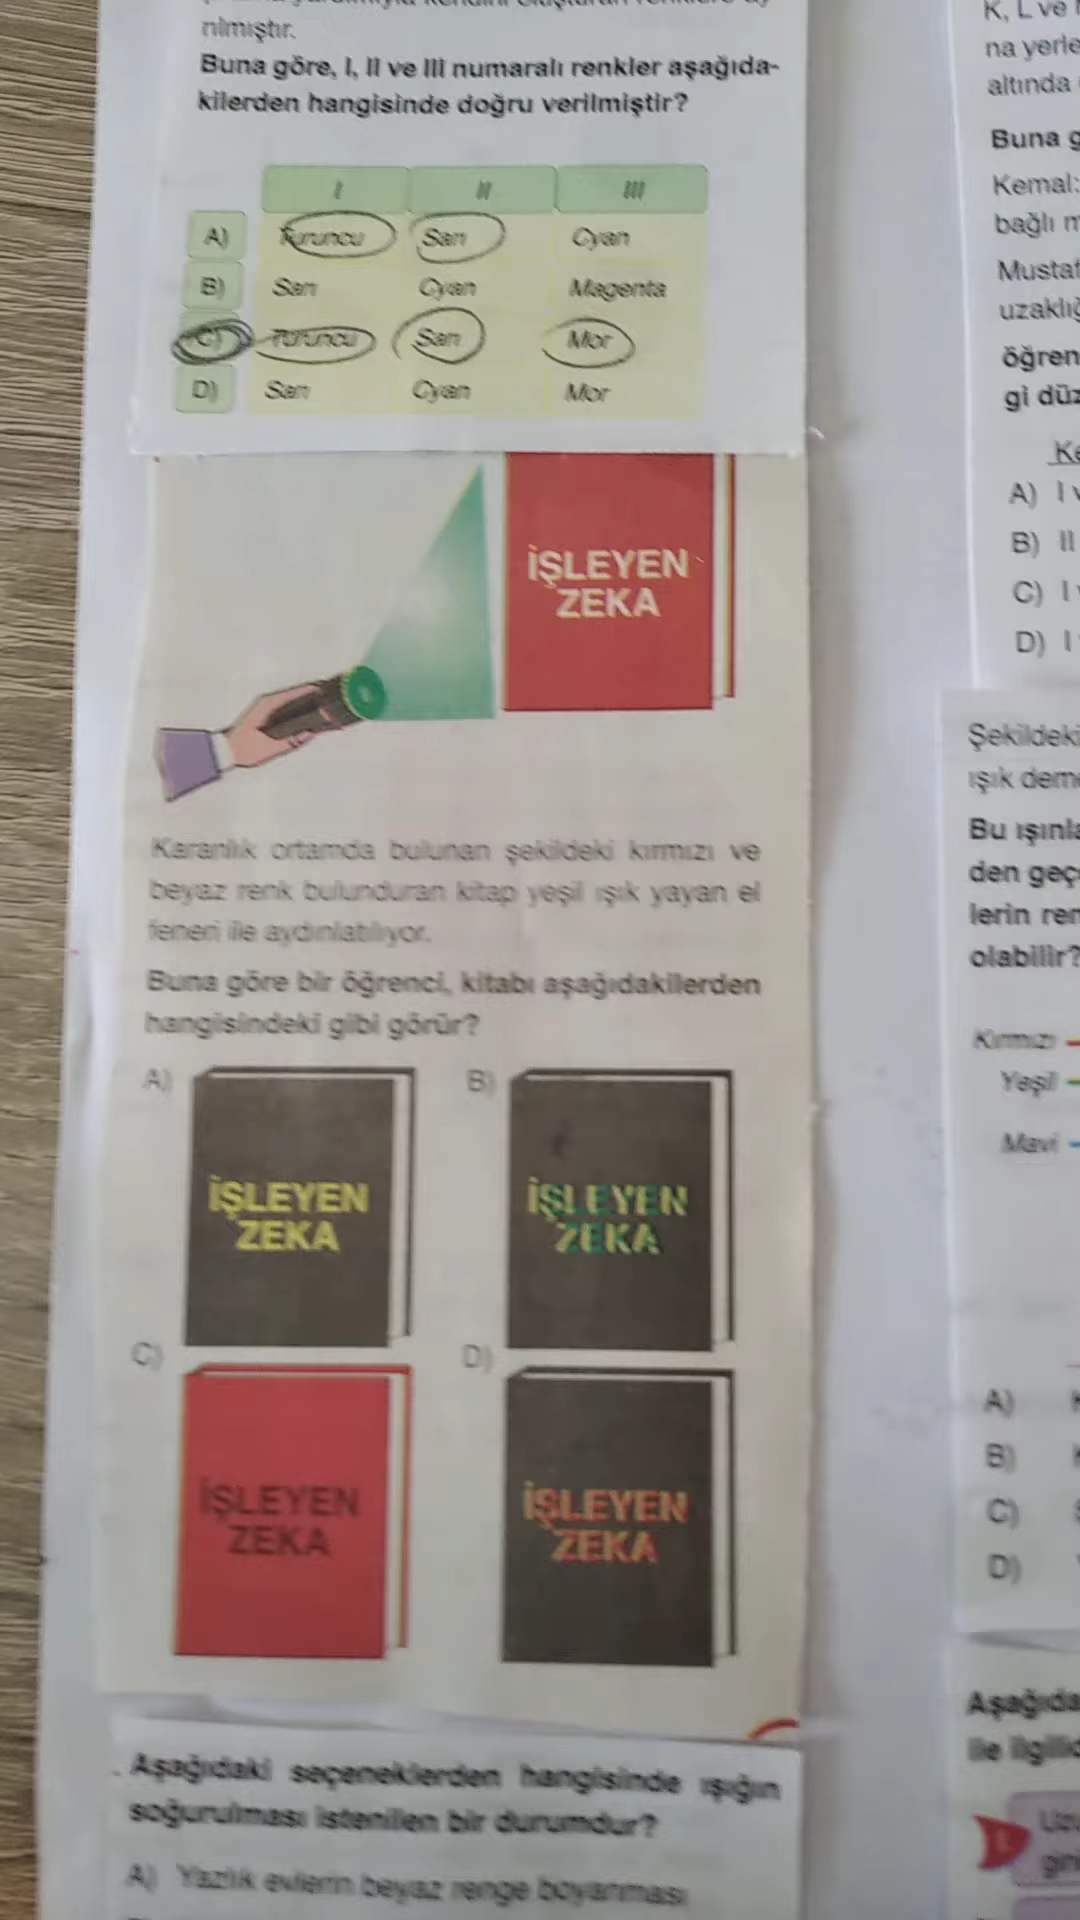 nılmıştır.
Buna göre, I, II ve III numaralı renkler aşağıda-
kilerden hangisinde doğru verilmiştir?
I II III
A) Turuncu Sarı Cyan
B) Sarı Cyan Magenta
C) Turuncu Sarı Mor
D) Sarı Cyan Mor
İŞLEYEN
ZEKA
Karanlık ortamda bulunan şekildeki kırmızı ve
beyaz renk bulunduran kitap yeşil ışık yayan el
feneri ile aydınlatılıyor.
Buna göre bir öğrenci, kitabı aşağıdakilerden
hangisindeki gibi görür?
A)
İŞLEYEN
ZEKA
B)
İŞLEYEN
ZEKA
C)
İŞLEYEN
ZEKA
D)
İŞLEYEN
ZEKA
Aşağıdaki seçeneklerden hangisinde ışığın
soğurulması istenilen bir durumdur?
A) Yazlık evlerin beyaz renge boyanması
K, L ve
na yerle
altında
Buna g
Kemal:
bağlı m
Mustaf
uzaklığ
öğren
gi düz
Ke
A) I v
B) II
C) I
D) I
Şekildeki
ışık deme
Bu ışınla
den geç
lerin ren
olabilir?
Kırmızı
Yeşil
Mavi
A)
B)
C)
D)
Aşağıda
ile ilgili